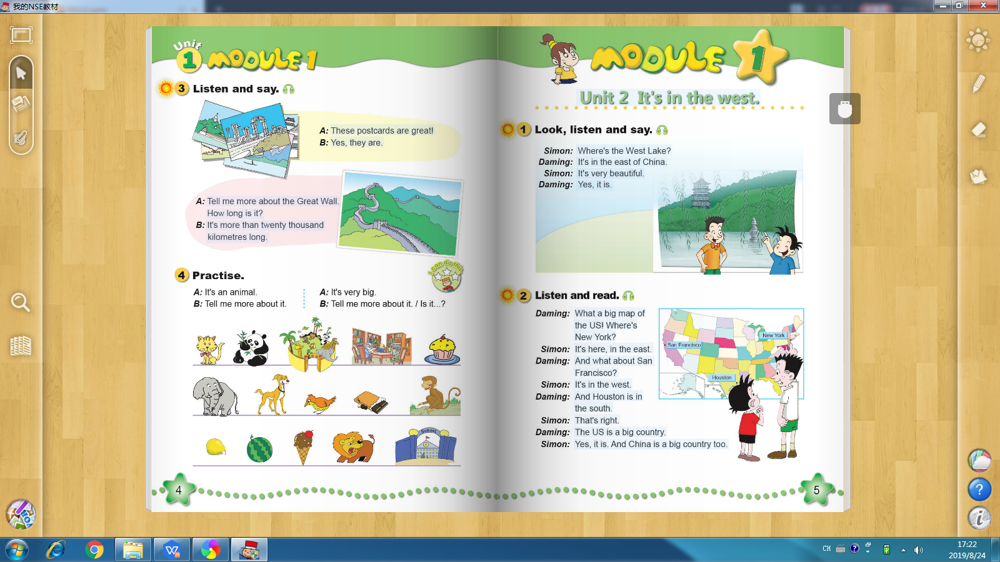 我的NSE教材
Unit
1 MODULE 1
3 Listen and say.
A: These postcards are great!
B: Yes, they are.
A: Tell me more about the Great Wall.
How long is it?
B: It's more than twenty thousand
kilometres long.
4 Practise.
I can do this
A: It's an animal.
B: Tell me more about it.
A: It's very big.
B: Tell me more about it. / Is it...?
School
4
MODULE 1
Unit 2 It's in the west.
1 Look, listen and say.
Simon: Where's the West Lake?
Daming: It's in the east of China.
Simon: It's very beautiful.
Daming: Yes, it is.
2 Listen and read.
Daming: What a big map of
the US! Where's
New York?
Simon: It's here, in the east.
Daming: And what about San
Francisco?
Simon: It's in the west.
Daming: And Houston is in
the south.
Simon: That's right.
Daming: The US is a big country.
Simon: Yes, it is. And China is a big country too.
New York
San Francisco
Houston
5
CH
17:22
2019/8/24